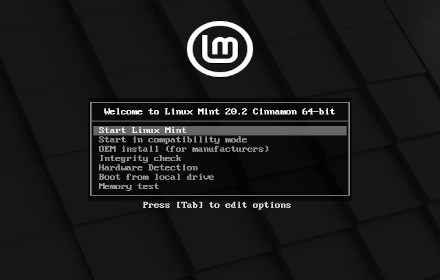 Welcome to Linux Mint 20.2 Cinnamon 64-bit
Start Linux Mint
Start in compatibility mode
OEM install (for manufacturers)
Integrity check
Hardware Detection
Boot from local drive
Memory test
Press [Tab] to edit options